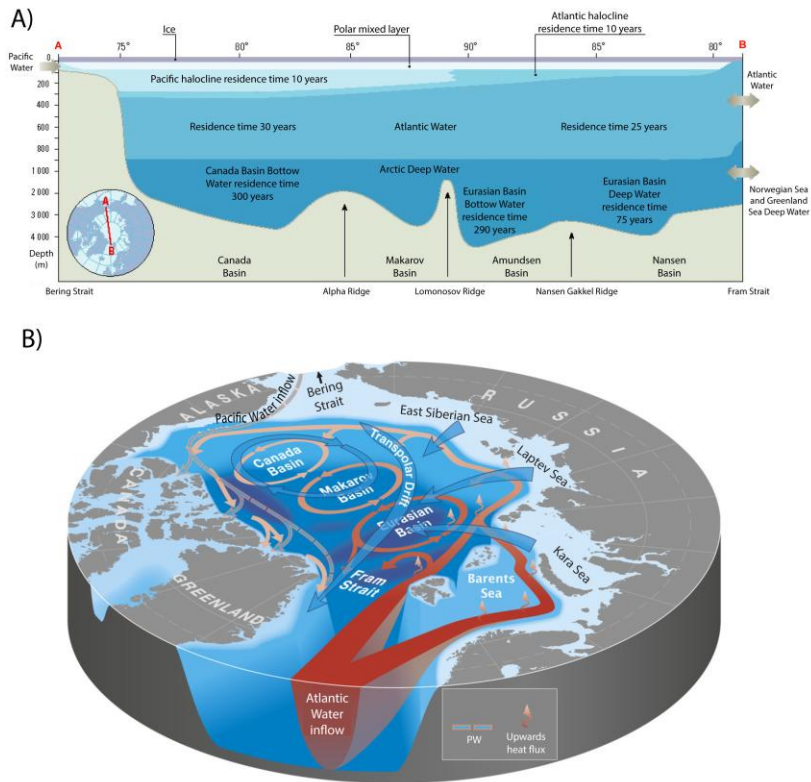 A)
A
75°
Ice
80°
Polar mixed layer
85°
90°
Atlantic halocline
residence time 10 years
85°
80°
B
Pacific
Water
0
200
400
600
800
1 000
2 000
3 000
4 000
Depth
(m)
Pacific halocline residence time 10 years
Residence time 30 years
Atlantic Water
Residence time 25 years
Atlantic
Water
Canada Basin Bottow
Water residence time
300 years
Arctic Deep Water
Eurasian Basin
Bottow Water
residence time
290 years
Eurasian Basin
Deep Water
residence time
75 years
Norwegian Sea
and Greenland
Sea Deep Water
A
B
Canada
Basin
Makarov
Basin
Amundsen
Basin
Nansen
Basin
Bering Strait
Alpha Ridge
Lomonosov Ridge
Nansen Gakkel Ridge
Fram Strait
B)
ALASKA
Pacific Water inflow
Bering
Strait
RUSSIA
East Siberian Sea
Laptev Sea
Kara Sea
Transpolar Drift
Canada
Basin
Makarov
Basin
Eurasian
Basin
CANADA
GREENLAND
Fram
Strait
Barents
Sea
Atlantic
Water
inflow
PW
Upwards
heat flux